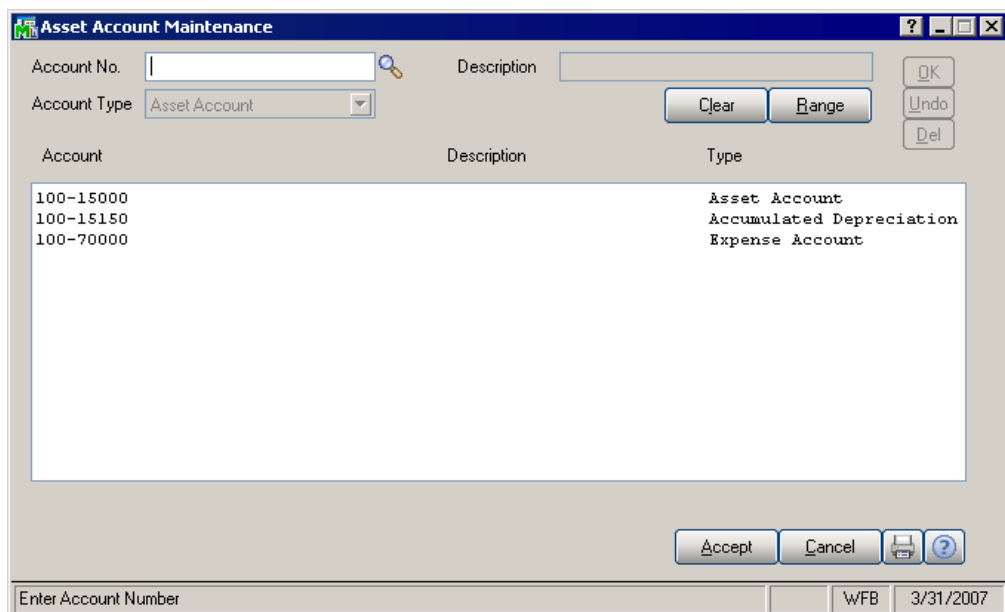 Asset Account Maintenance
Account No. Description OK
Account Type Asset Account Clear Range Undo
Del
Account Description Type
100-15000 Asset Account
100-15150 Accumulated Depreciation
100-70000 Expense Account
Accept Cancel
Enter Account Number WFB 3/31/2007